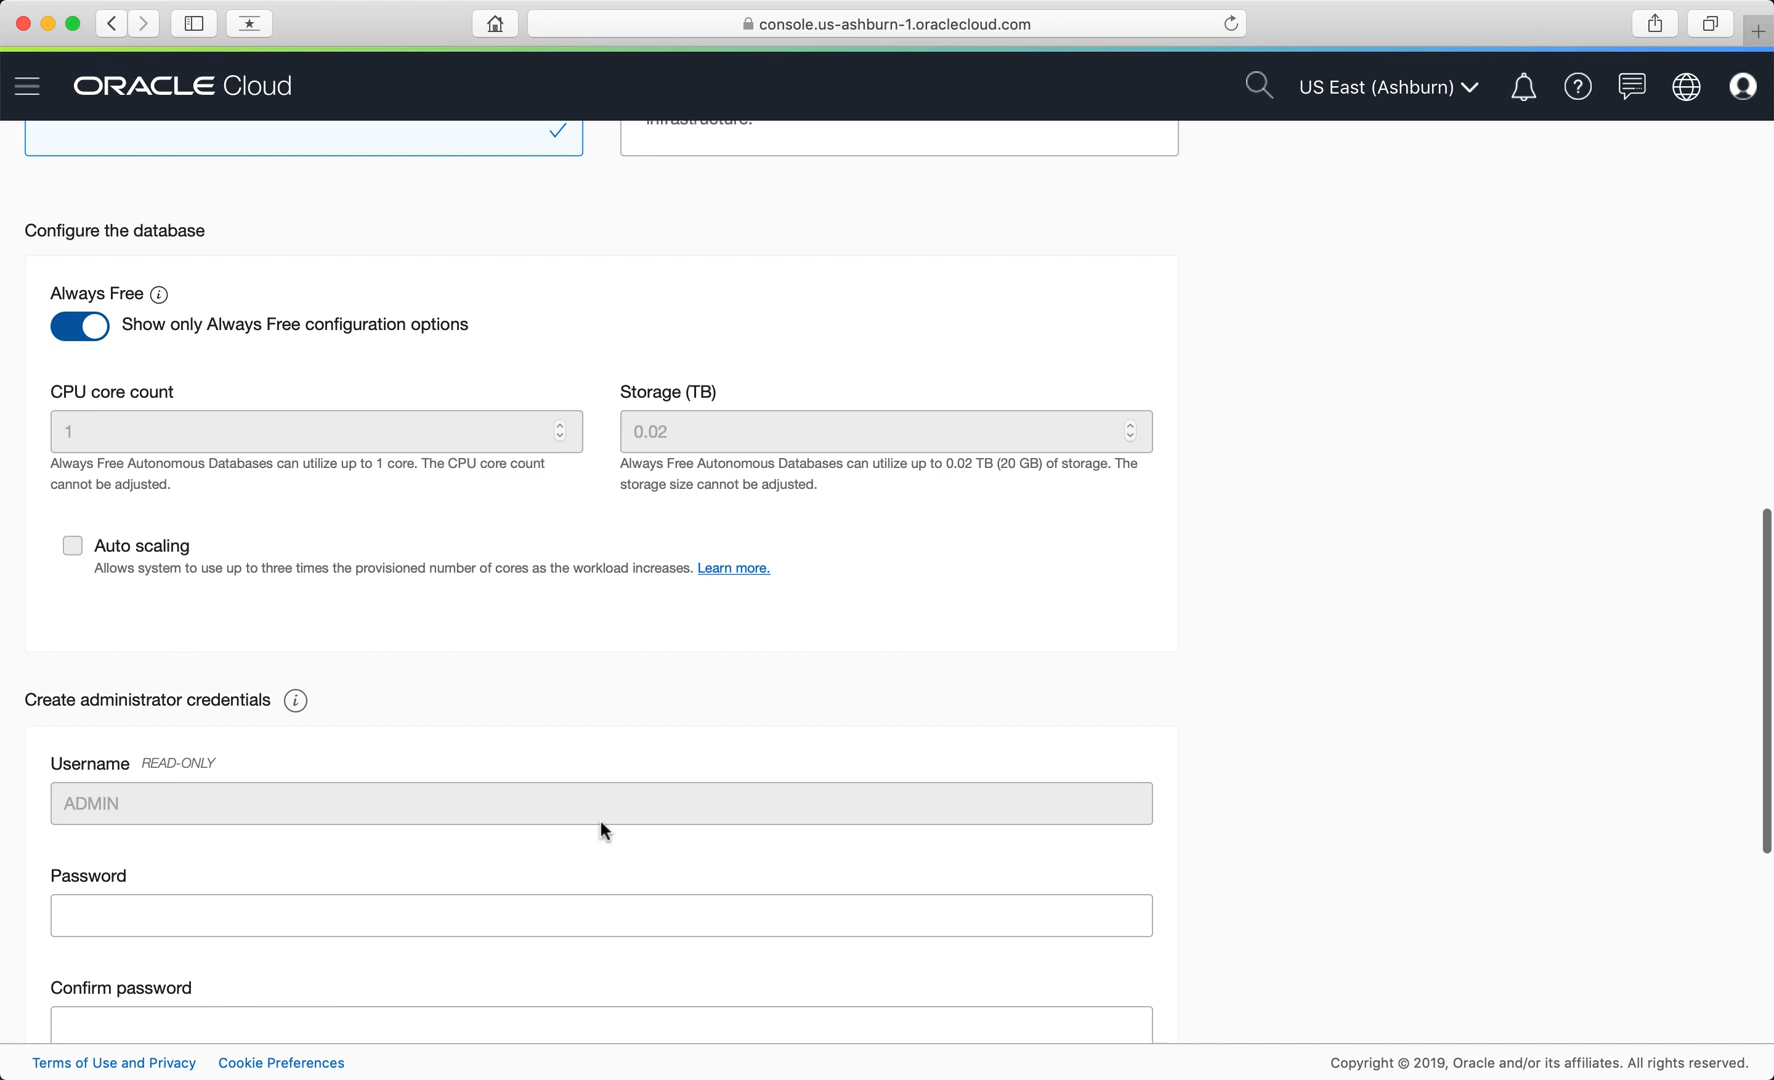 console.us-ashburn-1.oraclecloud.com
ORACLE Cloud
US East (Ashburn)
infrastructure.
Configure the database
Always Free
Show only Always Free configuration options
CPU core count
Storage (TB)
1
0.02
Always Free Autonomous Databases can utilize up to 1 core. The CPU core count
cannot be adjusted.
Always Free Autonomous Databases can utilize up to 0.02 TB (20 GB) of storage. The
storage size cannot be adjusted.
Auto scaling
Allows system to use up to three times the provisioned number of cores as the workload increases. Learn more.
Create administrator credentials
Username READ-ONLY
ADMIN
Password
Confirm password
Terms of Use and Privacy
Cookie Preferences
Copyright © 2019, Oracle and/or its affiliates. All rights reserved.